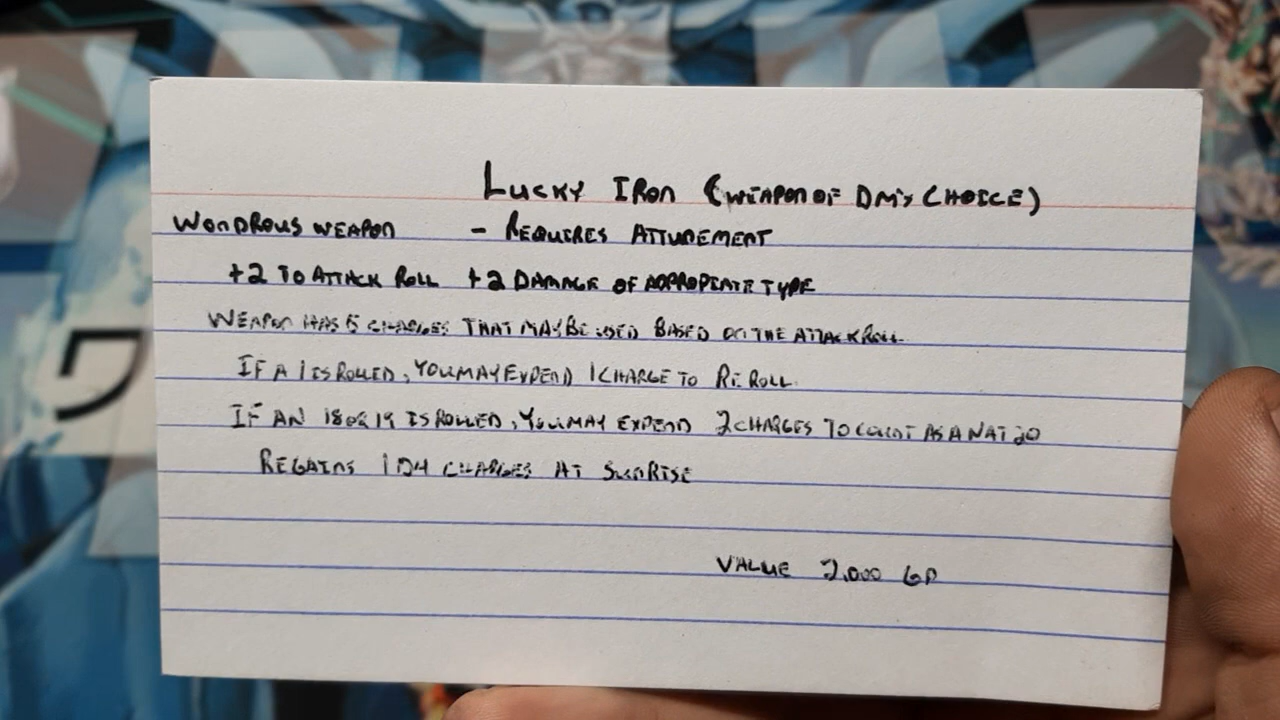 LUCKY IRON (WEAPON OF DM'S CHOICE)
WONDROUS WEAPON - REQUIRES ATTUNEMENT
+2 TO ATTACK ROLL +2 DAMAGE OF APPROPIATE TYPE
WEAPON HAS 5 CHARGES THAT MAY BE USED BASED ON THE ATTACK ROLL.
IF A 1 IS ROLLED, YOU MAY EXPEND 1 CHARGE TO REROLL.
IF AN 18 OR 19 IS ROLLED, YOU MAY EXPEND 2 CHARGES TO COUNT AS A NAT 20
REGAINS 1D4 CHARGES AT SUNRISE
VALUE 2,000 GP